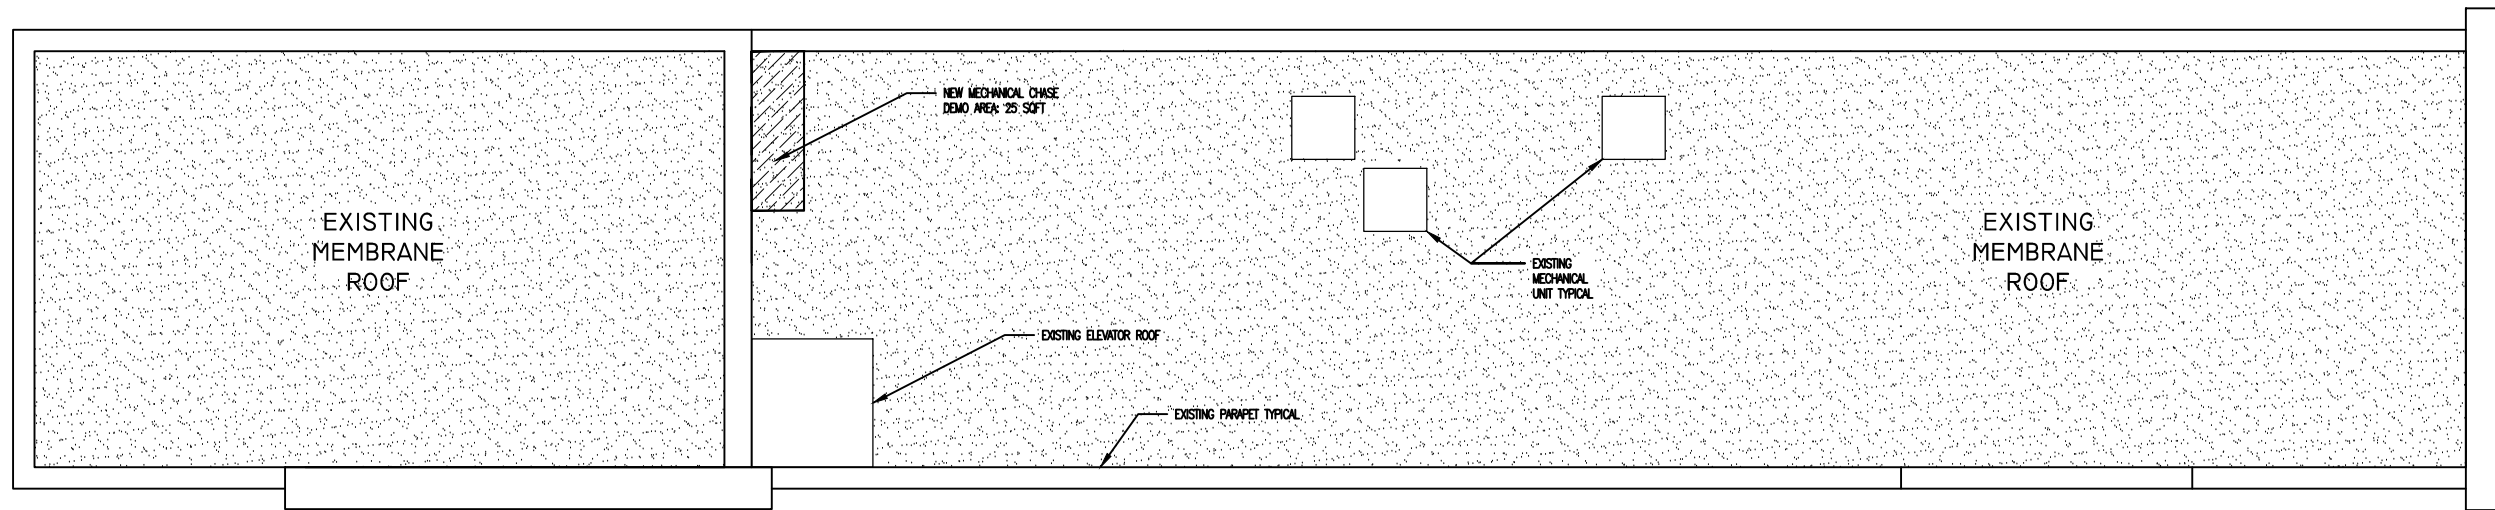 NEW MECHANICAL CHASE
DEMO AREA: 25 SQFT
EXISTING
MEMBRANE
ROOF
EXISTING
MECHANICAL
UNIT TYPICAL
EXISTING
MEMBRANE
ROOF
EXISTING ELEVATOR ROOF
EXISTING PARAPET TYPICAL